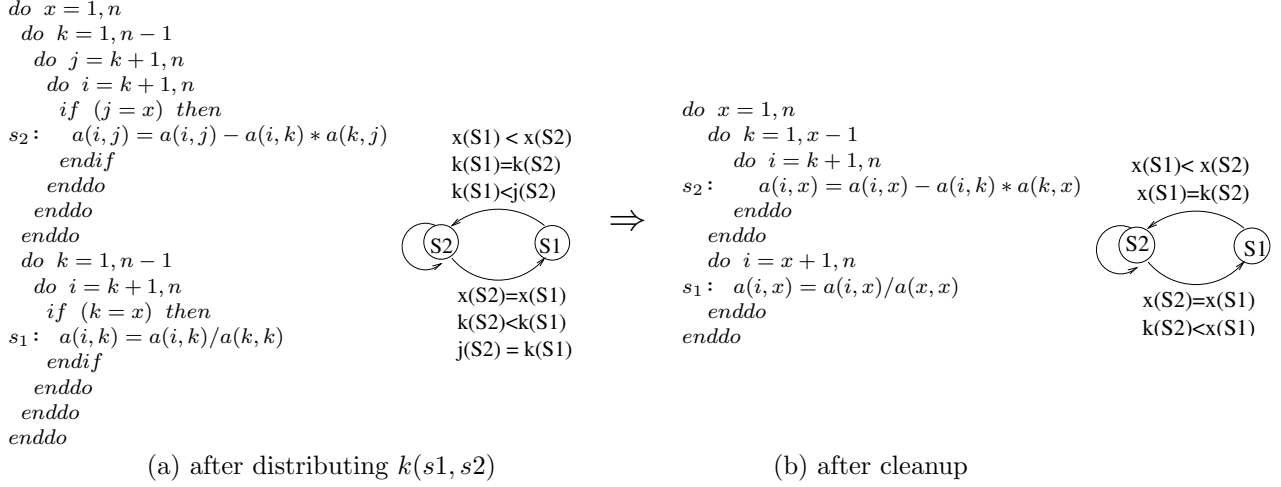 do x = 1, n
do k = 1, n − 1
do j = k + 1, n
do i = k + 1, n
if (j = x) then
s₂: a(i, j) = a(i, j) − a(i, k) ∗ a(k, j)
endif
enddo
enddo
enddo
do k = 1, n − 1
do i = k + 1, n
if (k = x) then
s₁: a(i, k) = a(i, k)/a(k, k)
endif
enddo
enddo
enddo
x(S1) < x(S2)
k(S1)=k(S2)
k(S1)<j(S2)
S2
S1
x(S2)=x(S1)
k(S2)<k(S1)
j(S2) = k(S1)
(a) after distributing k(s1, s2)
⇒
do x = 1, n
do k = 1, x − 1
do i = k + 1, n
s₂: a(i, x) = a(i, x) − a(i, k) ∗ a(k, x)
enddo
enddo
do i = x + 1, n
s₁: a(i, x) = a(i, x)/a(x, x)
enddo
enddo
x(S1)< x(S2)
x(S1)=k(S2)
S2
S1
x(S2)=x(S1)
k(S2)<x(S1)
(b) after cleanup